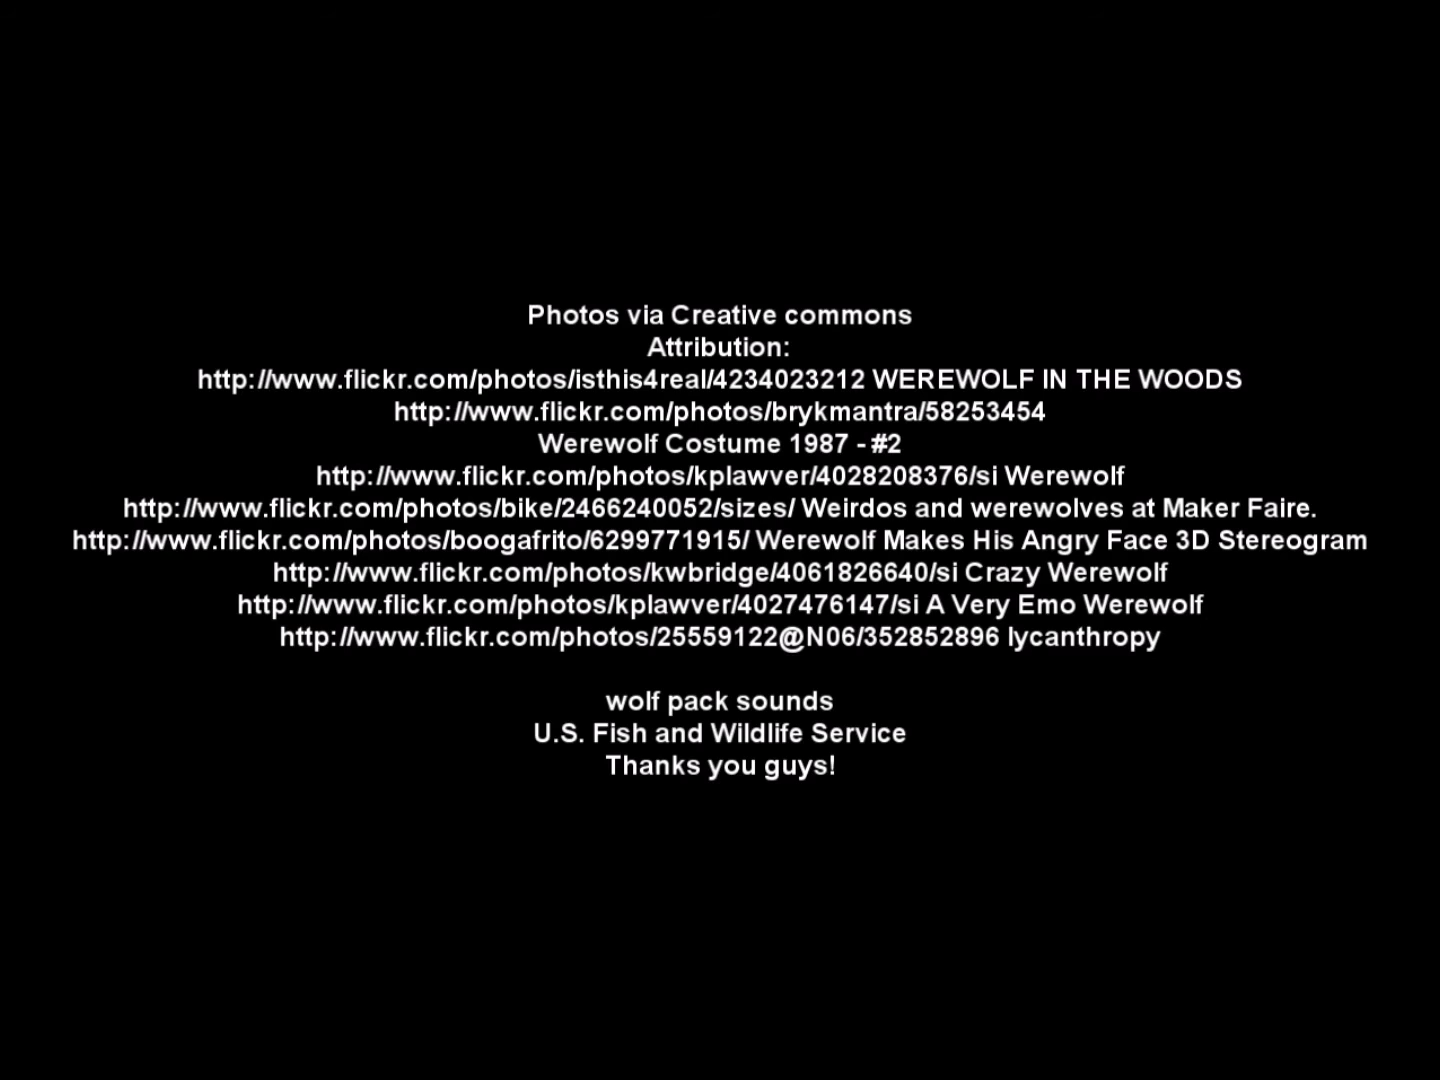 Photos via Creative commons
Attribution:
http://www.flickr.com/photos/isthis4real/4234023212 WEREWOLF IN THE WOODS
http://www.flickr.com/photos/brykmantra/58253454
Werewolf Costume 1987 - #2
http://www.flickr.com/photos/kplawver/4028208376/si Werewolf
http://www.flickr.com/photos/bike/2466240052/sizes/ Weirdos and werewolves at Maker Faire.
http://www.flickr.com/photos/boogafrito/6299771915/ Werewolf Makes His Angry Face 3D Stereogram
http://www.flickr.com/photos/kwbridge/4061826640/si Crazy Werewolf
http://www.flickr.com/photos/kplawver/4027476147/si A Very Emo Werewolf
http://www.flickr.com/photos/25559122@N06/352852896 lycanthropy
wolf pack sounds
U.S. Fish and Wildlife Service
Thanks you guys!